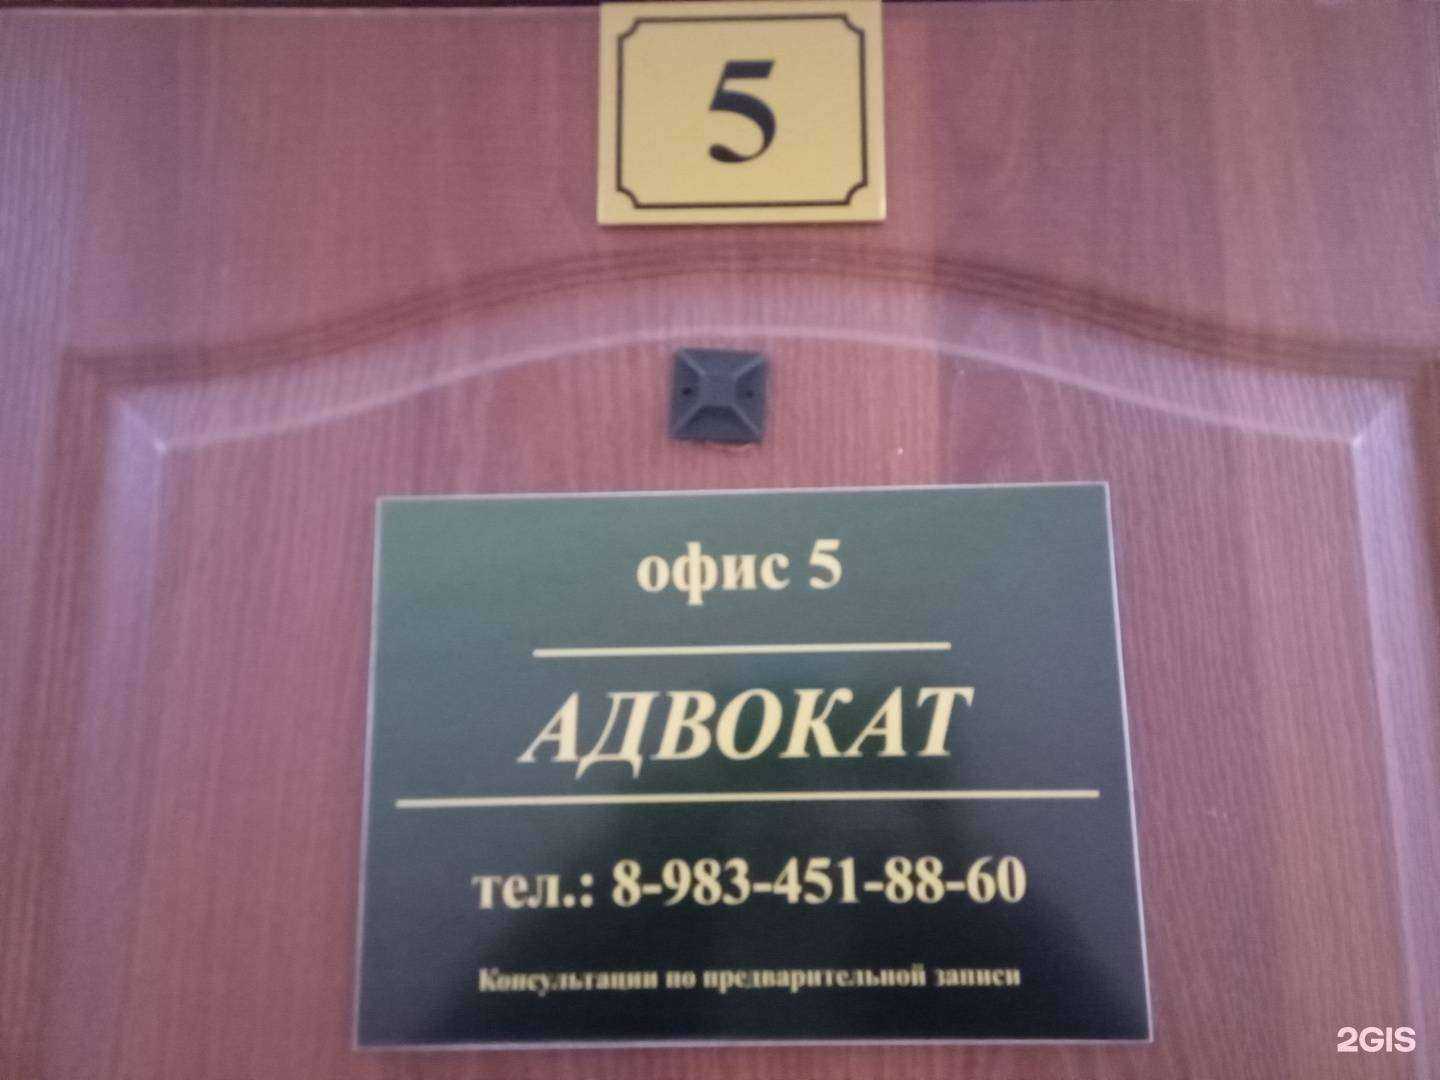 5
офис 5
АДВОКАТ
тел.: 8-983-451-88-60
Консультации по предварительной записи
2GIS